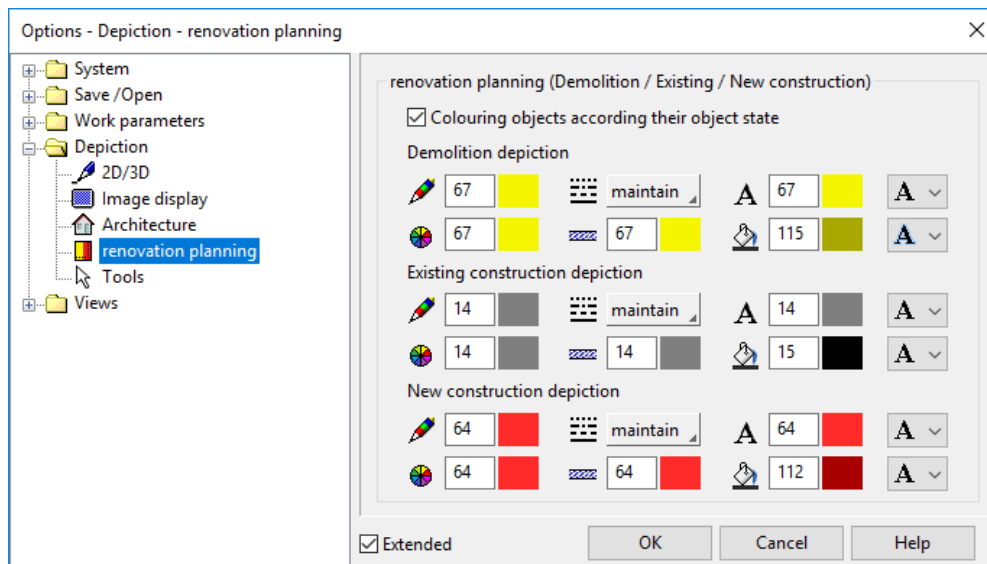 Options - Depiction - renovation planning
System
Save /Open
Work parameters
Depiction
2D/3D
Image display
Architecture
renovation planning
Tools
Views
renovation planning (Demolition / Existing / New construction)
Colouring objects according their object state
Demolition depiction
67 maintain A 67 A
67 67 115 A
Existing construction depiction
14 maintain A 14 A
14 14 15 A
New construction depiction
64 maintain A 64 A
64 64 112 A
Extended OK Cancel Help